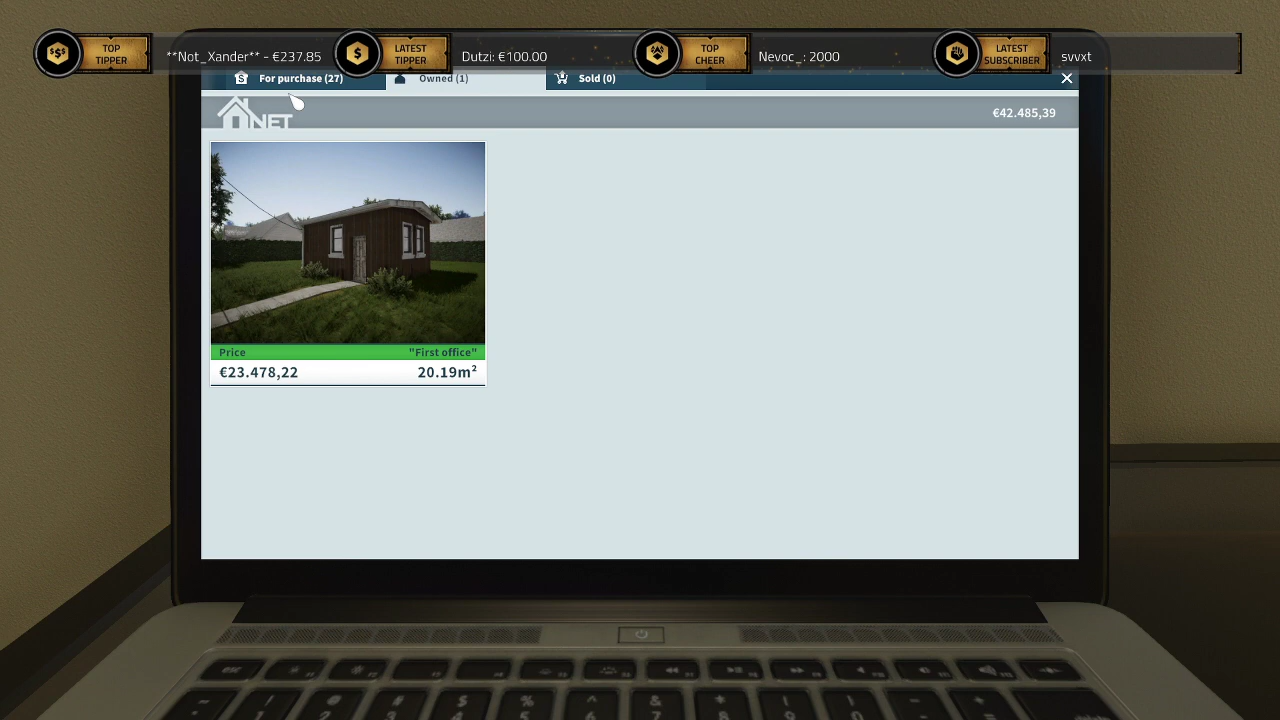 TOP
TIPPER
**Not_Xander** - €237.85
LATEST
TIPPER
Dutzi: €100.00
TOP
CHEER
Nevoc_: 2000
LATEST
SUBSCRIBER
svvxt
For purchase (27)
Owned (1)
Sold (0)
NET
€42.485,39
Price
"First office"
€23.478,22
20.19m²
esc